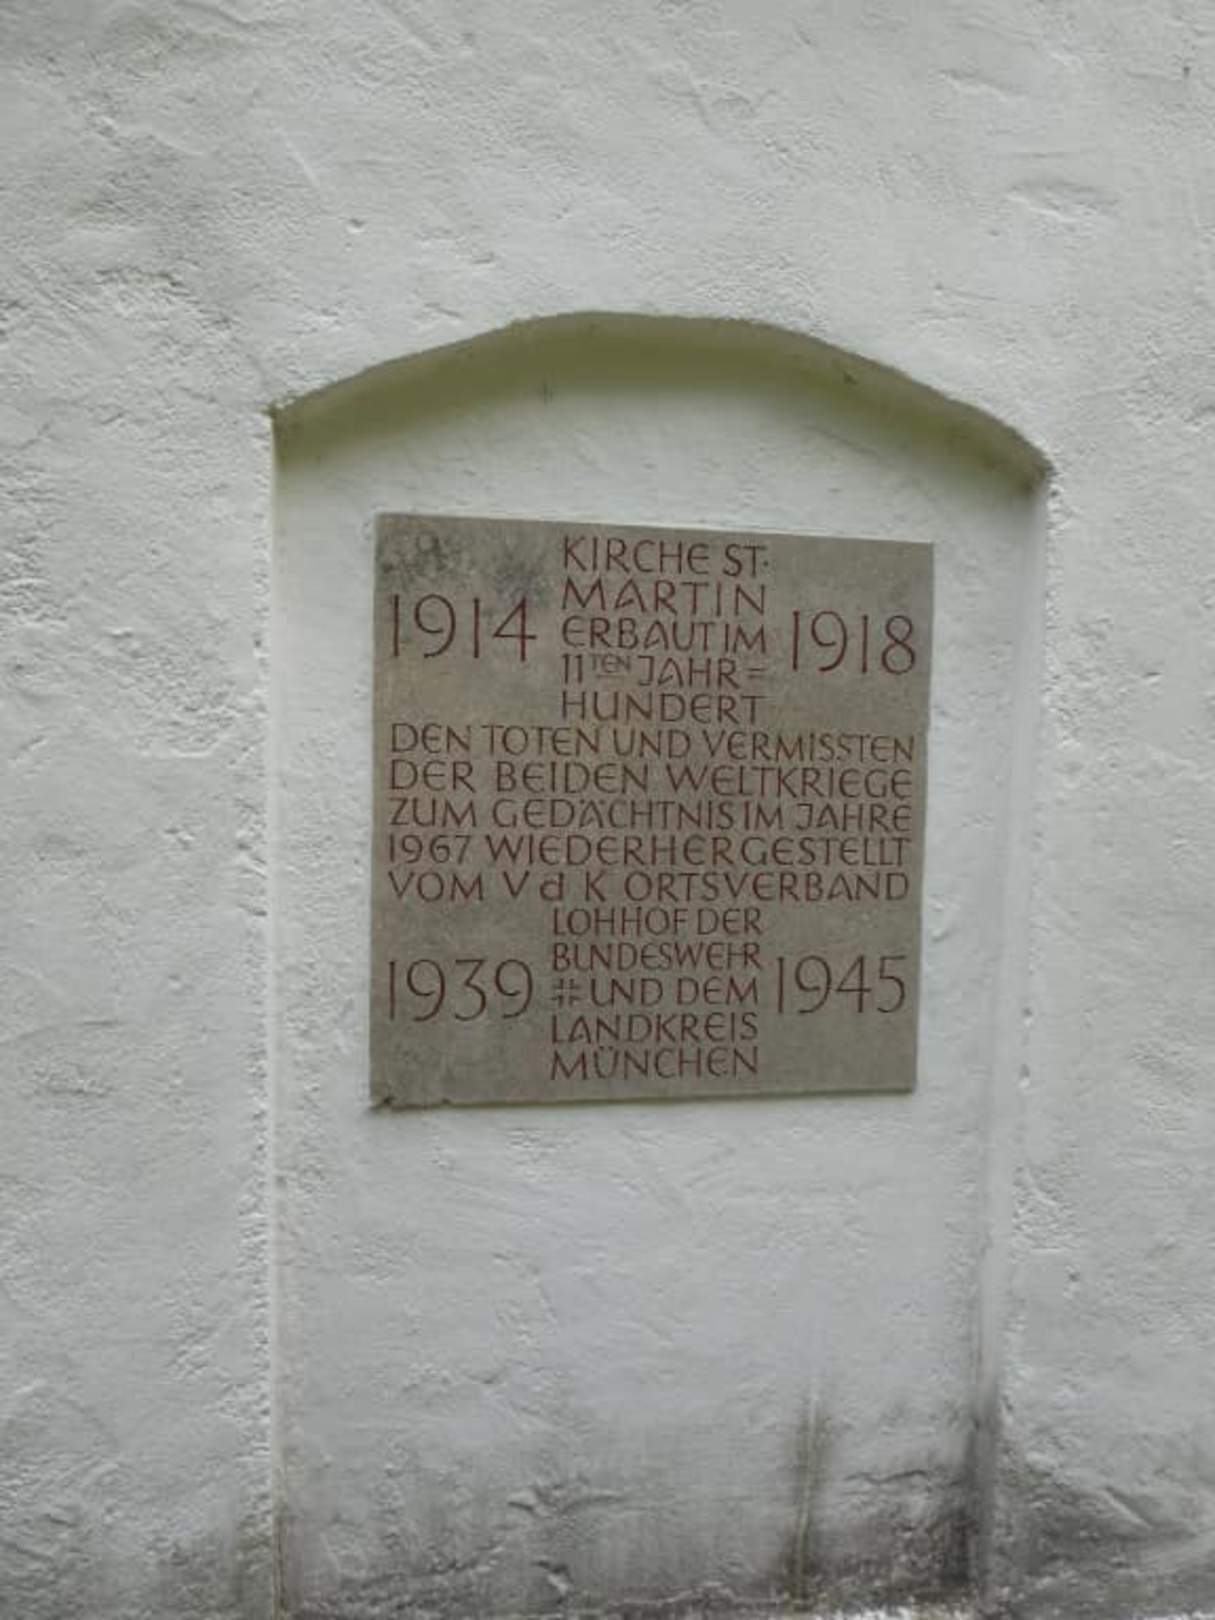 KIRCHE ST.
MARTIN
1914 ERBAUT IM 1918
11TEN JAHR=
HUNDERT
DEN TOTEN UND VERMISSTEN
DER BEIDEN WELTKRIEGE
ZUM GEDÄCHTNIS IM JAHRE
1967 WIEDERHERGESTELLT
VOM V d K ORTSVERBAND
LOHHOF DER
BUNDESWEHR
1939 UND DEM 1945
LANDKREIS
MÜNCHEN